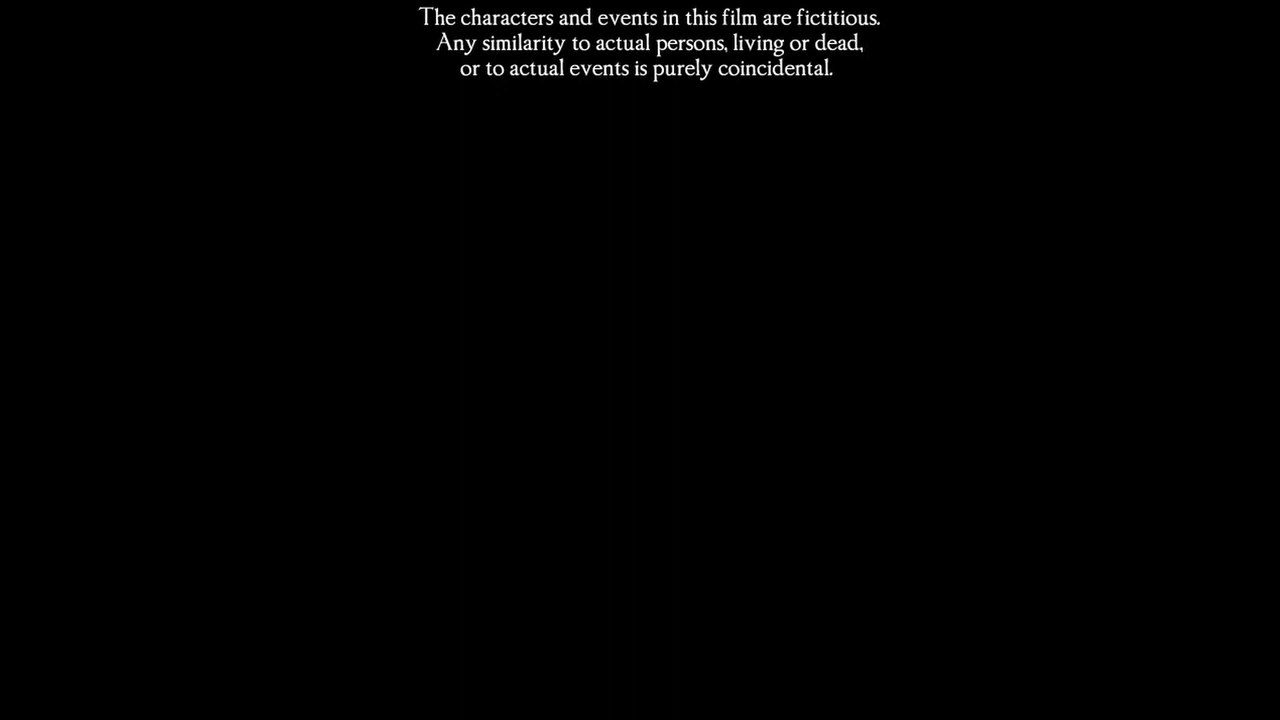 The characters and events in this film are fictitious.
Any similarity to actual persons, living or dead,
or to actual events is purely coincidental.